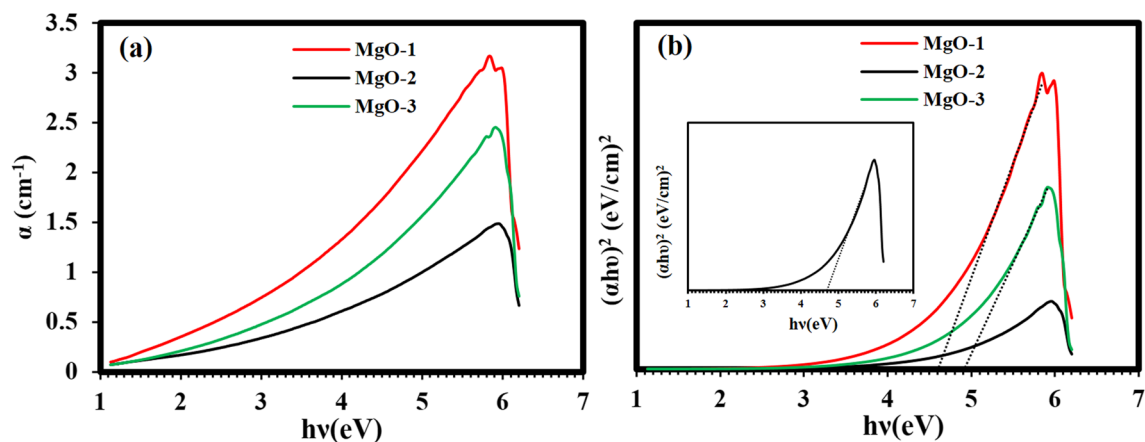 (a)
MgO-1
MgO-2
MgO-3
α (cm⁻¹)
3.5
3
2.5
2
1.5
1
0.5
0
1 2 3 4 5 6 7
hν(eV)
(b)
MgO-1
MgO-2
MgO-3
(αhυ)² (eV/cm)²
(αhυ)² (eV/cm)²
1 2 3 4 5 6 7
hν(eV)
1 2 3 4 5 6 7
hν(eV)